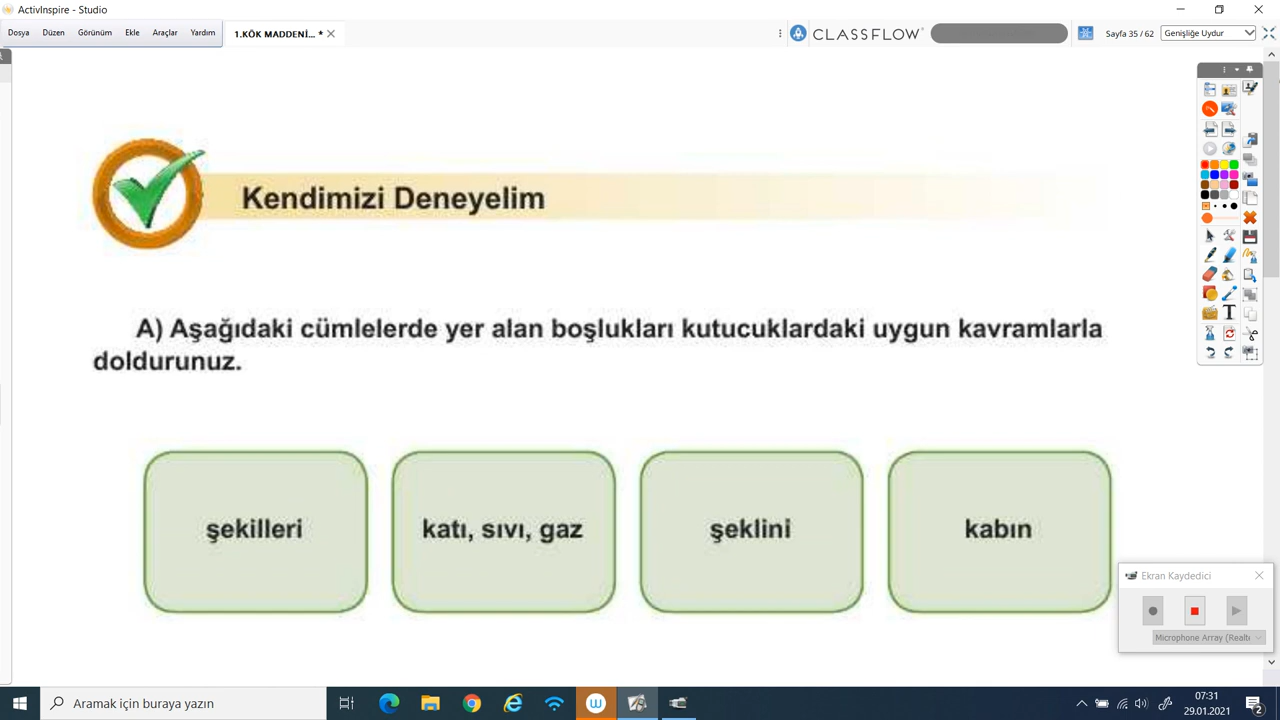 ActivInspire - Studio
Dosya Düzen Görünüm Ekle Araçlar Yardım
1.KÖK MADDENİ... *
CLASSFLOW
Sayfa 35 / 62
Genişliğe Uydur
Kendimizi Deneyelim
A) Aşağıdaki cümlelerde yer alan boşlukları kutucuklardaki uygun kavramlarla
doldurunuz.
şekilleri
katı, sıvı, gaz
şeklini
kabın
Ekran Kaydedici
Microphone Array (Realt
Aramak için buraya yazın
07:31
29.01.2021
2